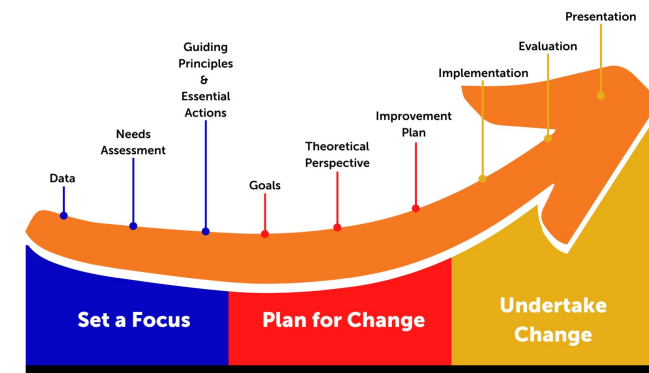 Data
Needs
Assessment
Guiding
Principles
&
Essential
Actions
Goals
Theoretical
Perspective
Improvement
Plan
Implementation
Evaluation
Presentation
Set a Focus
Plan for Change
Undertake
Change